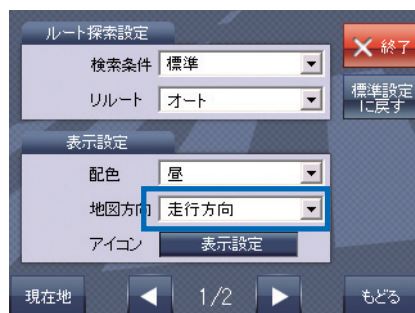 ルート探索設定
検索条件 標準
リルート オート
表示設定
配色 昼
地図方向 走行方向
アイコン 表示設定
終了
標準設定
に戻す
現在地 1/2 もどる